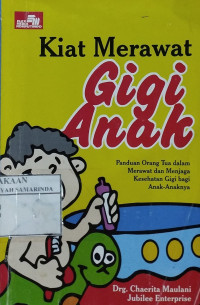 Kiat Merawat
Gigi
Anak
Panduan Orang Tua dalam
Merawat dan Menjaga
Kesehatan Gigi bagi
Anak-Anaknya
AKAAN
Drg. Chaerita Maulani
Jubilee Enterprise